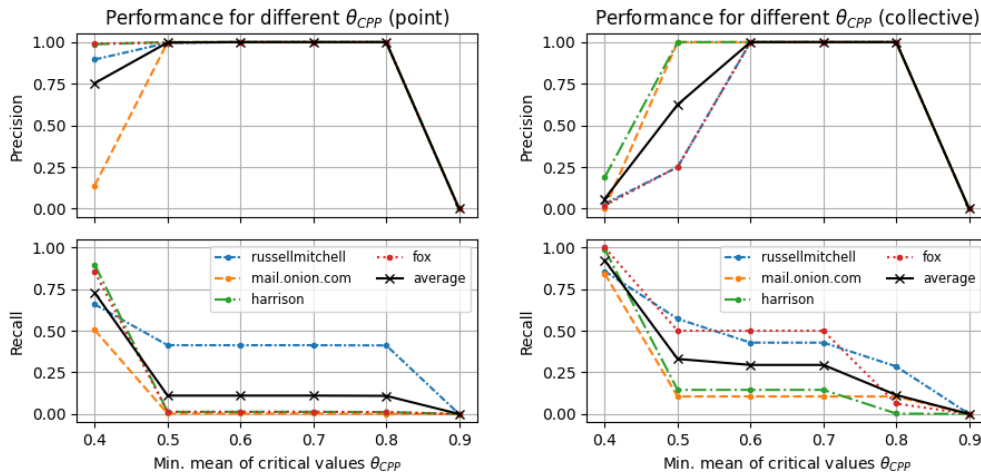 Performance for different θCPP (point)
Performance for different θCPP (collective)
Precision
1.00
0.75
0.50
0.25
0.00
Precision
1.00
0.75
0.50
0.25
0.00
Recall
1.00
0.75
0.50
0.25
0.00
russellmitchell
mail.onion.com
harrison
fox
average
0.4 0.5 0.6 0.7 0.8 0.9
Min. mean of critical values θCPP
Recall
1.00
0.75
0.50
0.25
0.00
russellmitchell
mail.onion.com
harrison
fox
average
0.4 0.5 0.6 0.7 0.8 0.9
Min. mean of critical values θCPP